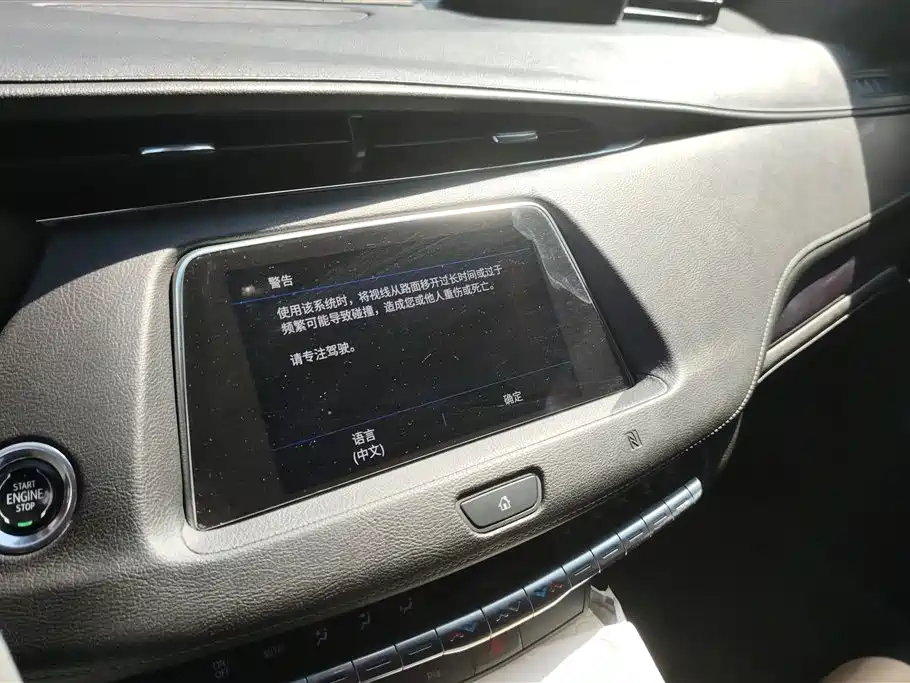 警告
使用该系统时，将视线从路面移开过长时间或过于
频繁可能导致碰撞，造成您或他人重伤或死亡。
请专注驾驶。
确定
语言
(中文)
START
ENGINE
STOP
ON
OFF